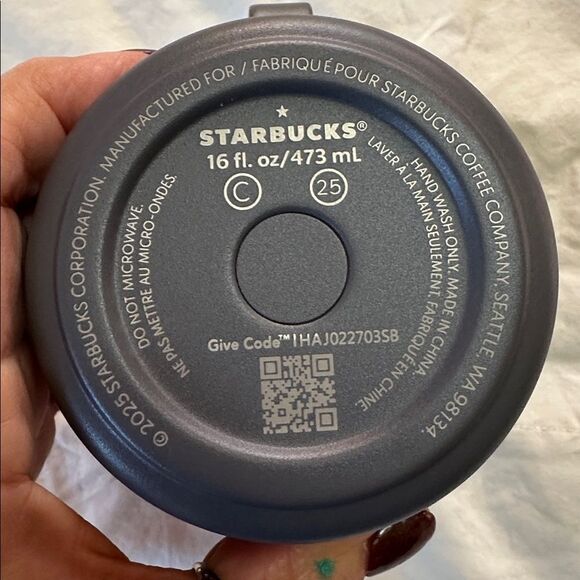 © 2025 STARBUCKS CORPORATION. MANUFACTURED FOR / FABRIQUÉ POUR STARBUCKS COFFEE COMPANY, SEATTLE, WA 98134.
STARBUCKS®
16 fl. oz/473 mL
C 25
DO NOT MICROWAVE.
NE PAS METTRE AU MICRO-ONDES.
HAND WASH ONLY. MADE IN CHINA.
LAVER À LA MAIN SEULEMENT. FABRIQUÉ EN CHINE.
Give Code™ | HAJ022703SB